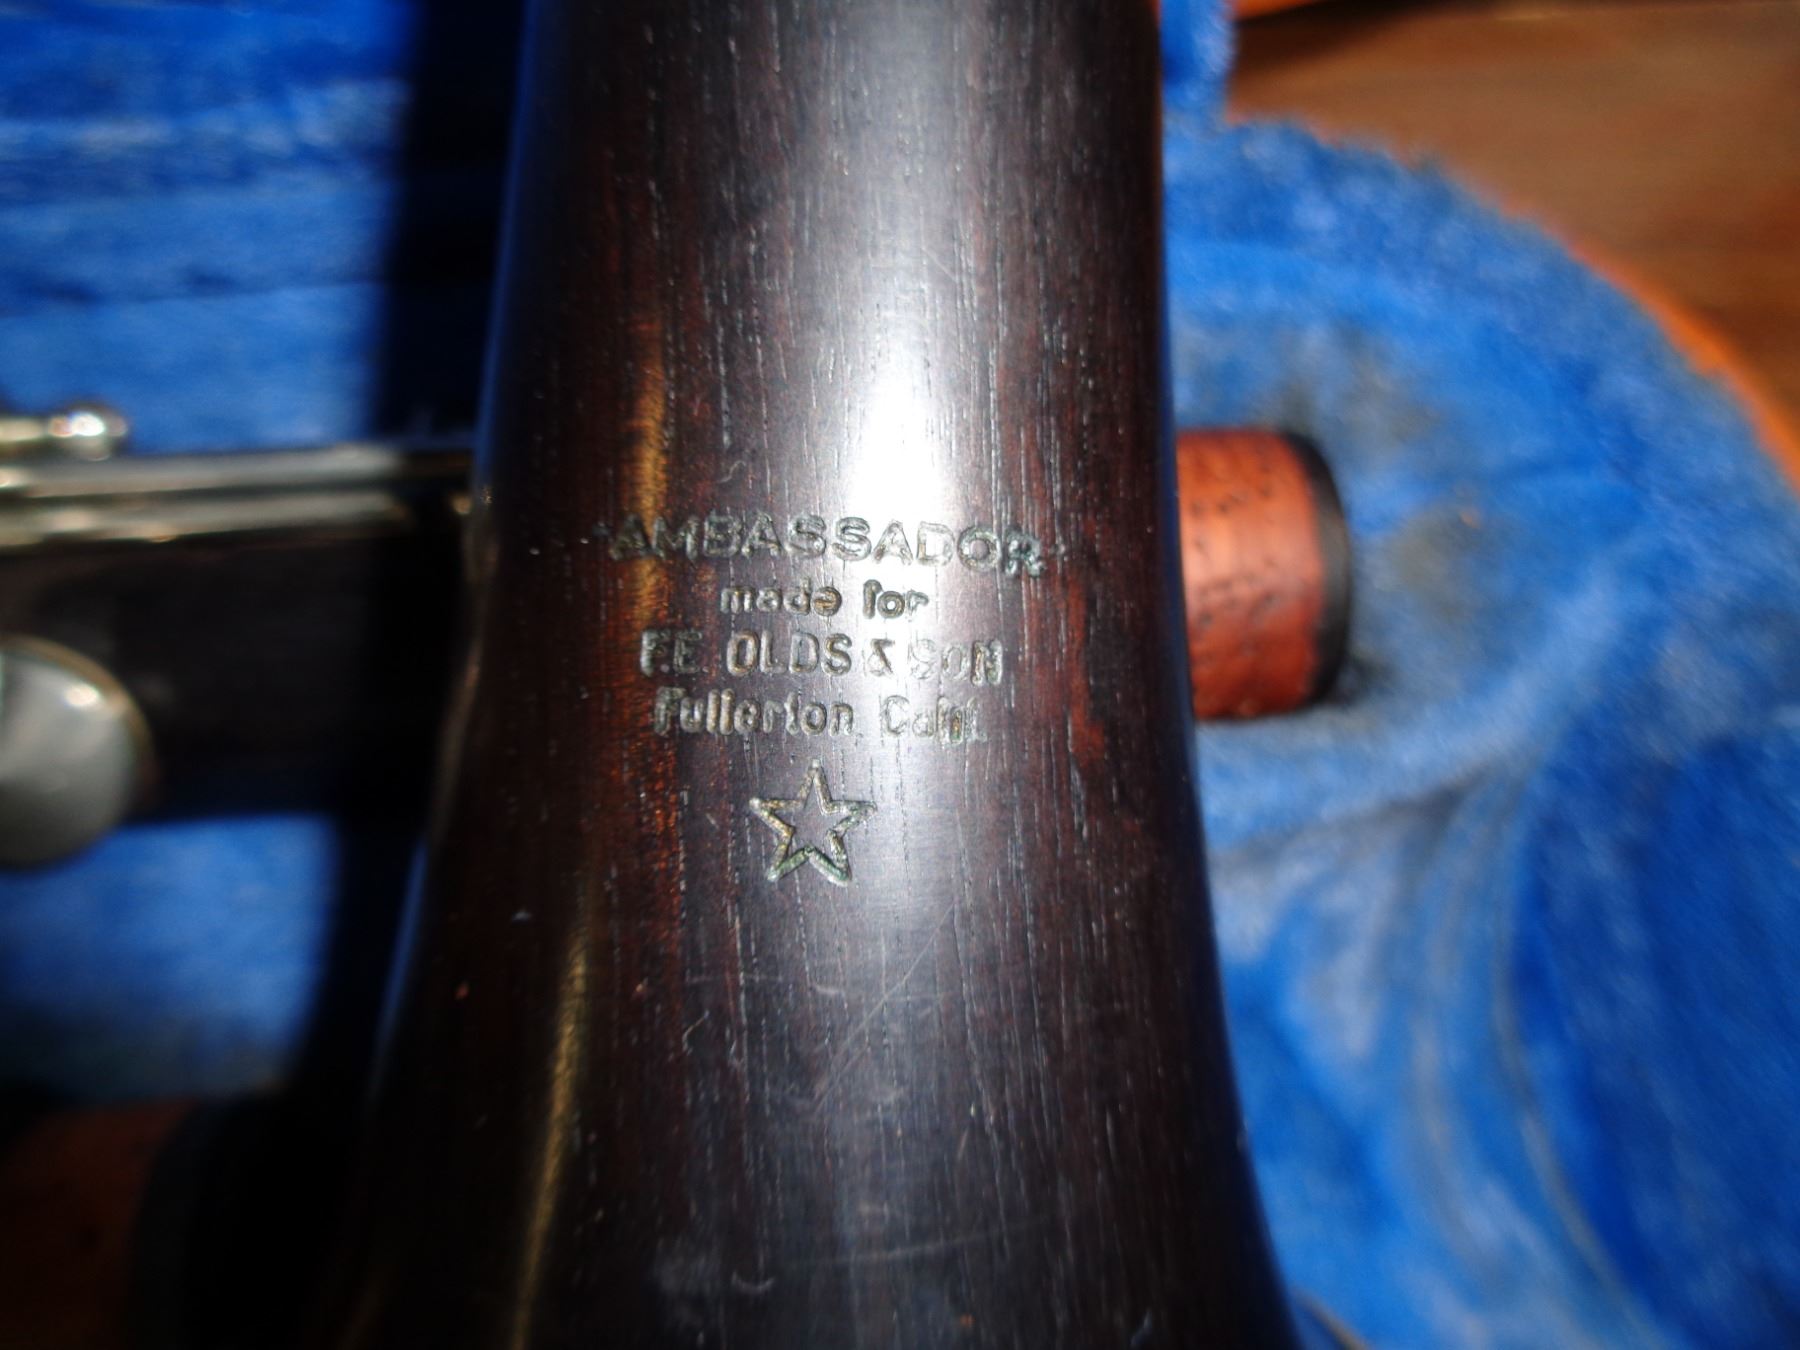 AMBASSADOR
made for
F.E. OLDS & SON
Fullerton Calif.